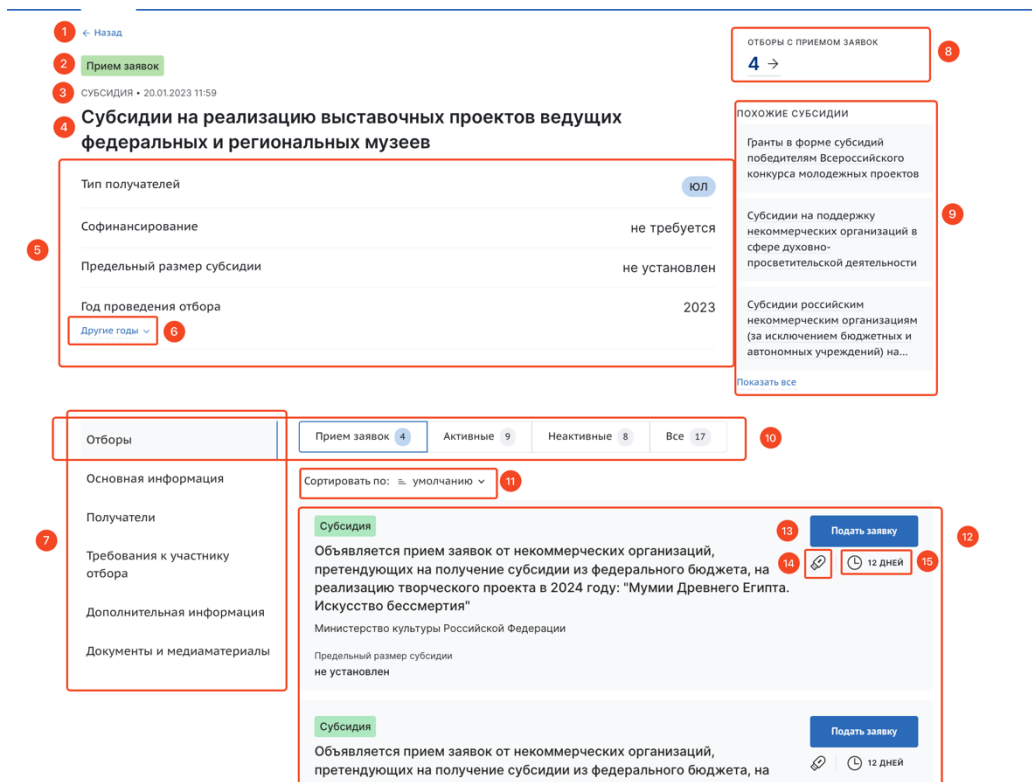 1 ← Назад
2 Прием заявок
3 СУБСИДИЯ • 20.01.2023 11:59
4 Субсидии на реализацию выставочных проектов ведущих
федеральных и региональных музеев
5
Тип получателей ЮЛ
Софинансирование не требуется
Предельный размер субсидии не установлен
Год проведения отбора 2023
Другие годы 6
ОТБОРЫ С ПРИЕМОМ ЗАЯВОК
4 → 8
ПОХОЖИЕ СУБСИДИИ
Гранты в форме субсидий
победителям Всероссийского
конкурса молодежных проектов
Субсидии на поддержку
некоммерческих организаций в
сфере духовно-
просветительской деятельности
9
Субсидии российским
некоммерческим организациям
(за исключением бюджетных и
автономных учреждений) на...
Показать все
7
Отборы
Основная информация
Получатели
Требования к участнику
отбора
Дополнительная информация
Документы и медиаматериалы
Прием заявок 4 Активные 9 Неактивные 8 Все 17 10
Сортировать по: умолчанию 11
12
Субсидия 13 Подать заявку
Объявляется прием заявок от некоммерческих организаций,
претендующих на получение субсидии из федерального бюджета, на 14 12 ДНЕЙ 15
реализацию творческого проекта в 2024 году: "Мумии Древнего Египта.
Искусство бессмертия"
Министерство культуры Российской Федерации
Предельный размер субсидии
не установлен
Субсидия Подать заявку
Объявляется прием заявок от некоммерческих организаций,
претендующих на получение субсидии из федерального бюджета, на 12 ДНЕЙ